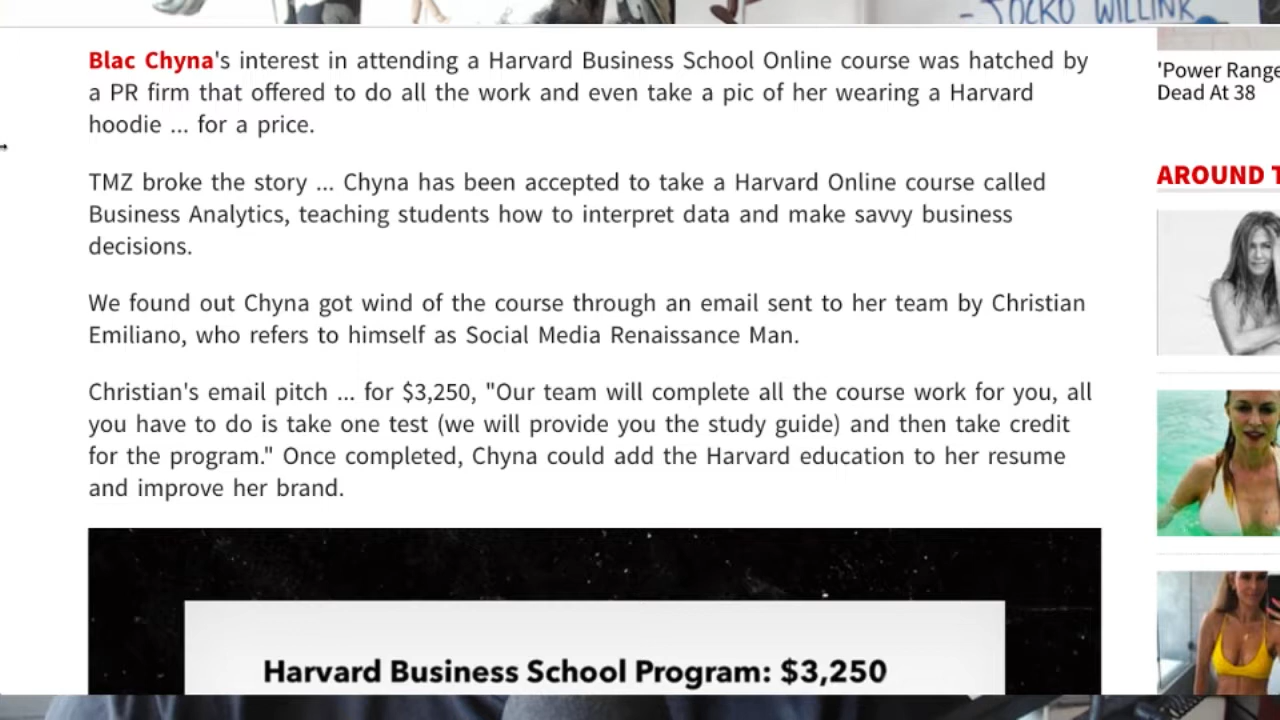 - JOCKO WILLINK
Blac Chyna's interest in attending a Harvard Business School Online course was hatched by
a PR firm that offered to do all the work and even take a pic of her wearing a Harvard
hoodie ... for a price.
TMZ broke the story ... Chyna has been accepted to take a Harvard Online course called
Business Analytics, teaching students how to interpret data and make savvy business
decisions.
We found out Chyna got wind of the course through an email sent to her team by Christian
Emiliano, who refers to himself as Social Media Renaissance Man.
Christian's email pitch ... for $3,250, "Our team will complete all the course work for you, all
you have to do is take one test (we will provide you the study guide) and then take credit
for the program." Once completed, Chyna could add the Harvard education to her resume
and improve her brand.
Harvard Business School Program: $3,250
'Power Range
Dead At 38
AROUND T